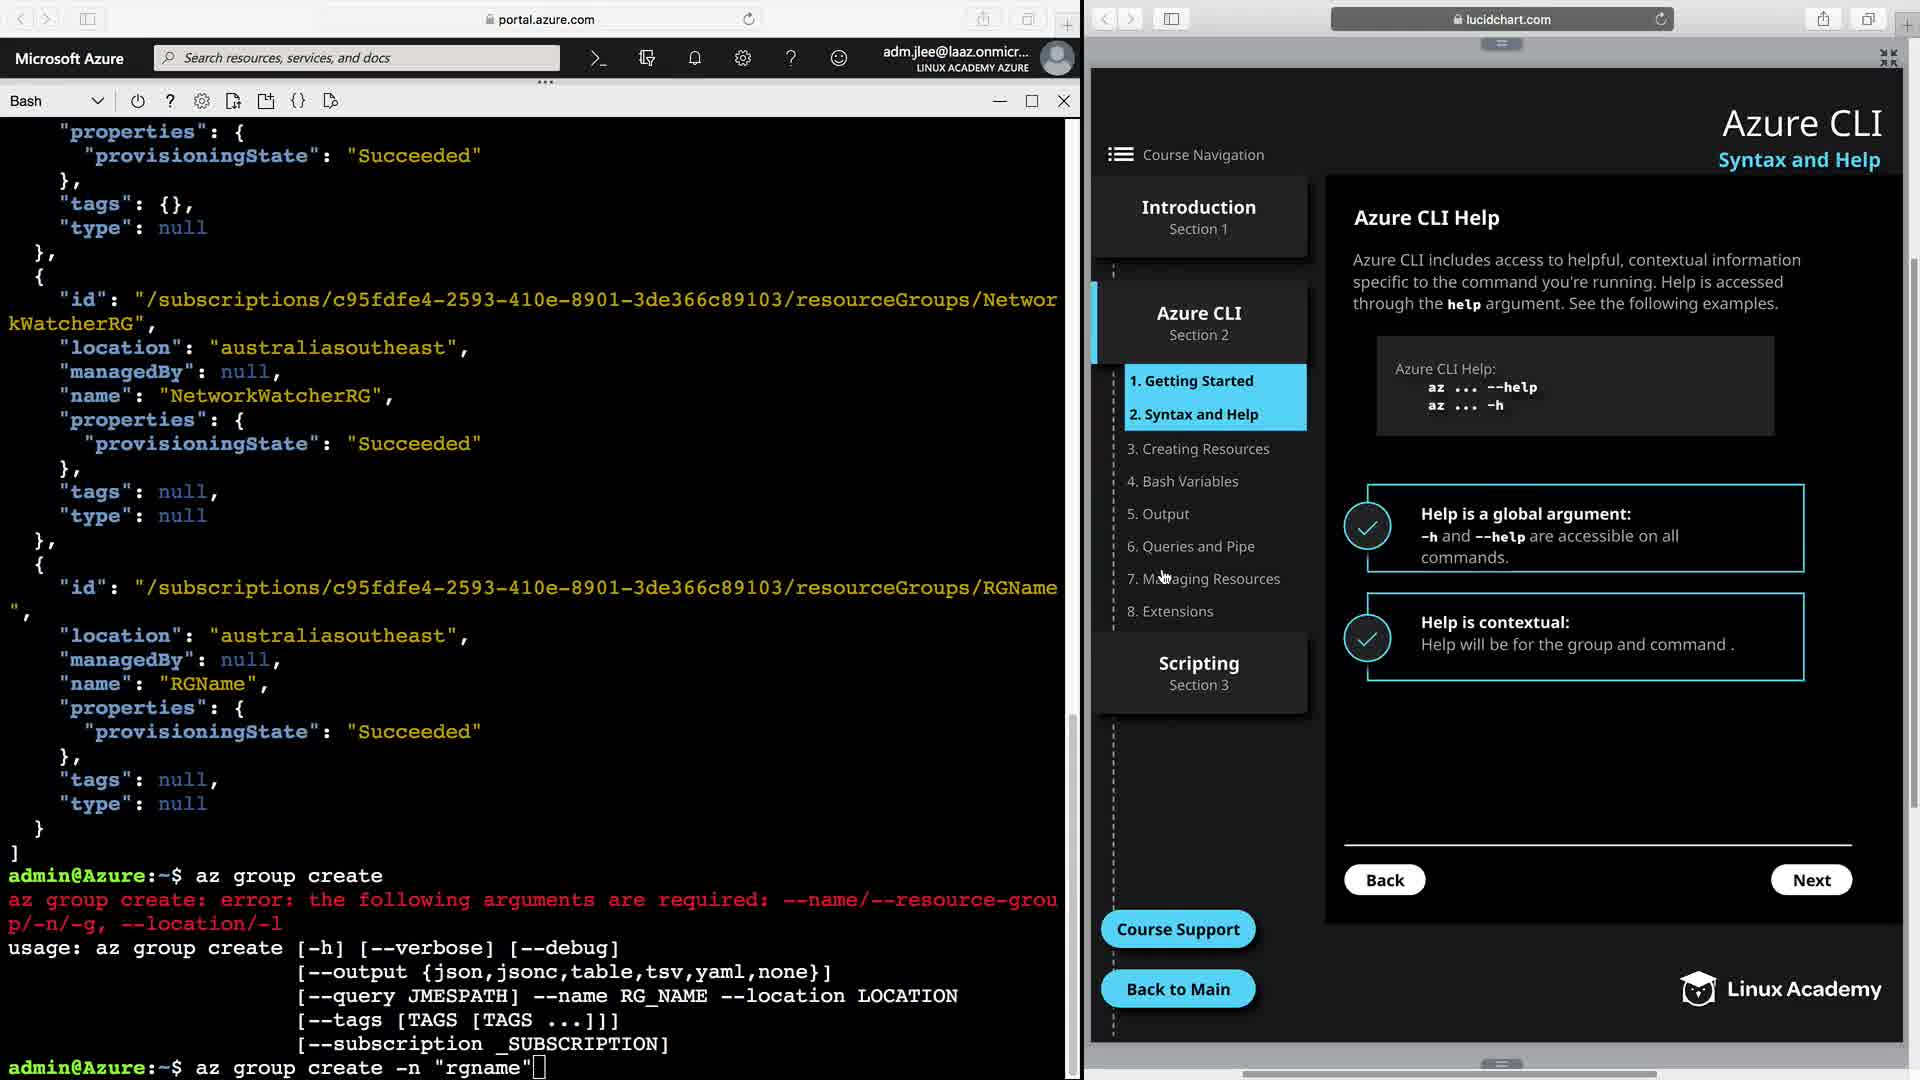 portal.azure.com
Microsoft Azure
Search resources, services, and docs
adm.jlee@laaz.onmicr...
LINUX ACADEMY AZURE
Bash
"properties": {
"provisioningState": "Succeeded"
},
"tags": {},
"type": null
},
{
"id": "/subscriptions/c95fdfe4-2593-410e-8901-3de366c89103/resourceGroups/Networ
kWatcherRG",
"location": "australiasoutheast",
"managedBy": null,
"name": "NetworkWatcherRG",
"properties": {
"provisioningState": "Succeeded"
},
"tags": null,
"type": null
},
{
"id": "/subscriptions/c95fdfe4-2593-410e-8901-3de366c89103/resourceGroups/RGName
",
"location": "australiasoutheast",
"managedBy": null,
"name": "RGName",
"properties": {
"provisioningState": "Succeeded"
},
"tags": null,
"type": null
}
]
admin@Azure:~$ az group create
az group create: error: the following arguments are required: --name/--resource-grou
p/-n/-g, --location/-l
usage: az group create [-h] [--verbose] [--debug]
[--output {json,jsonc,table,tsv,yaml,none}]
[--query JMESPATH] --name RG_NAME --location LOCATION
[--tags [TAGS [TAGS ...]]]
[--subscription _SUBSCRIPTION]
admin@Azure:~$ az group create -n "rgname"
lucidchart.com
Azure CLI
Syntax and Help
Course Navigation
Introduction
Section 1
Azure CLI
Section 2
1. Getting Started
2. Syntax and Help
3. Creating Resources
4. Bash Variables
5. Output
6. Queries and Pipe
7. Managing Resources
8. Extensions
Scripting
Section 3
Course Support
Back to Main
Azure CLI Help
Azure CLI includes access to helpful, contextual information
specific to the command you're running. Help is accessed
through the help argument. See the following examples.
Azure CLI Help:
az ... --help
az ... -h
Help is a global argument:
-h and --help are accessible on all
commands.
Help is contextual:
Help will be for the group and command .
Back
Next
Linux Academy